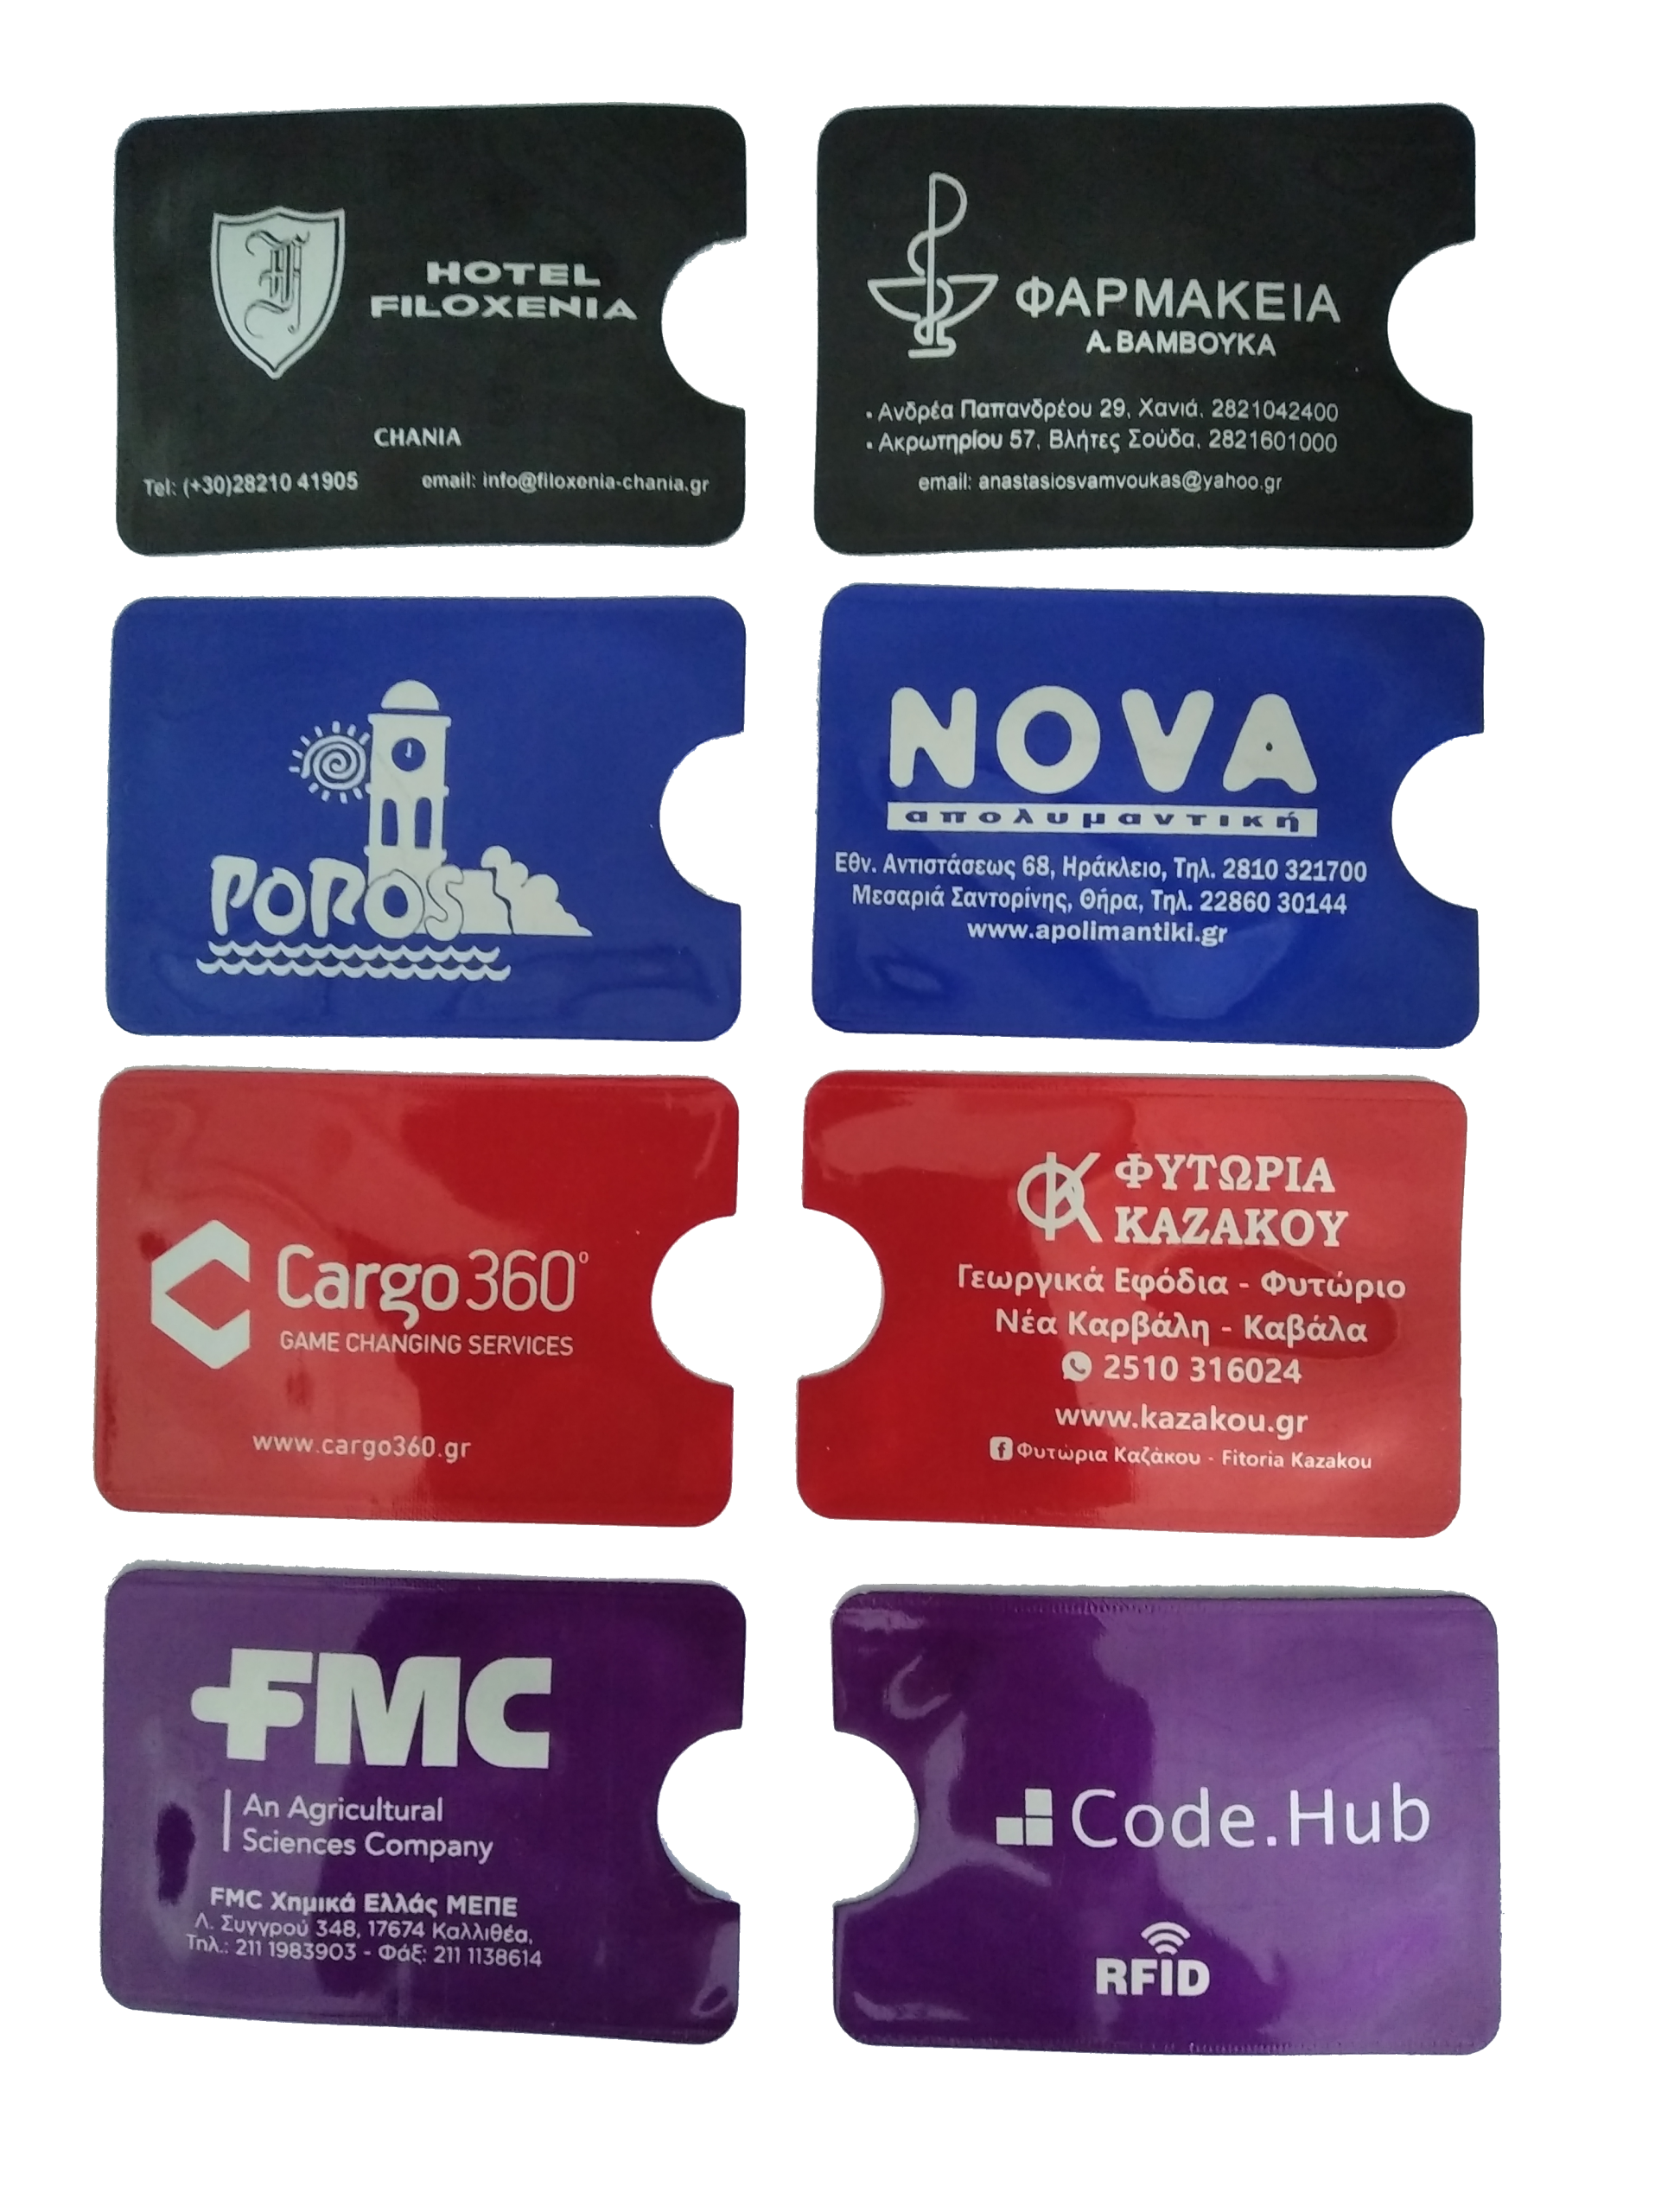 HOTEL
FILOXENIA
CHANIA
Tel: (+30)28210 41905 email: info@filoxenia-chania.gr
ΦΑΡΜΑΚΕΙΑ
Α. ΒΑΜΒΟΥΚΑ
• Ανδρέα Παπανδρέου 29, Χανιά, 2821042400
• Ακρωτηρίου 57, Βλήτες Σούδα, 2821601000
email: anastasiosvamvoukas@yahoo.gr
POROS
NOVA
απολυμαντική
Εθν. Αντιστάσεως 68, Ηράκλειο, Τηλ. 2810 321700
Μεσαριά Σαντορίνης, Θήρα, Τηλ. 22860 30144
www.apolimantiki.gr
Cargo360°
GAME CHANGING SERVICES
www.cargo360.gr
ΦΥΤΩΡΙΑ
ΚΑΖΑΚΟΥ
Γεωργικά Εφόδια - Φυτώριο
Νέα Καρβάλη - Καβάλα
2510 316024
www.kazakou.gr
Φυτώρια Καζάκου - Fitoria Kazakou
FMC
An Agricultural
Sciences Company
FMC Χημικά Ελλάς ΜΕΠΕ
Λ. Συγγρού 348, 17674 Καλλιθέα,
Τηλ.: 211 1983903 - Φάξ: 211 1138614
Code.Hub
RFID